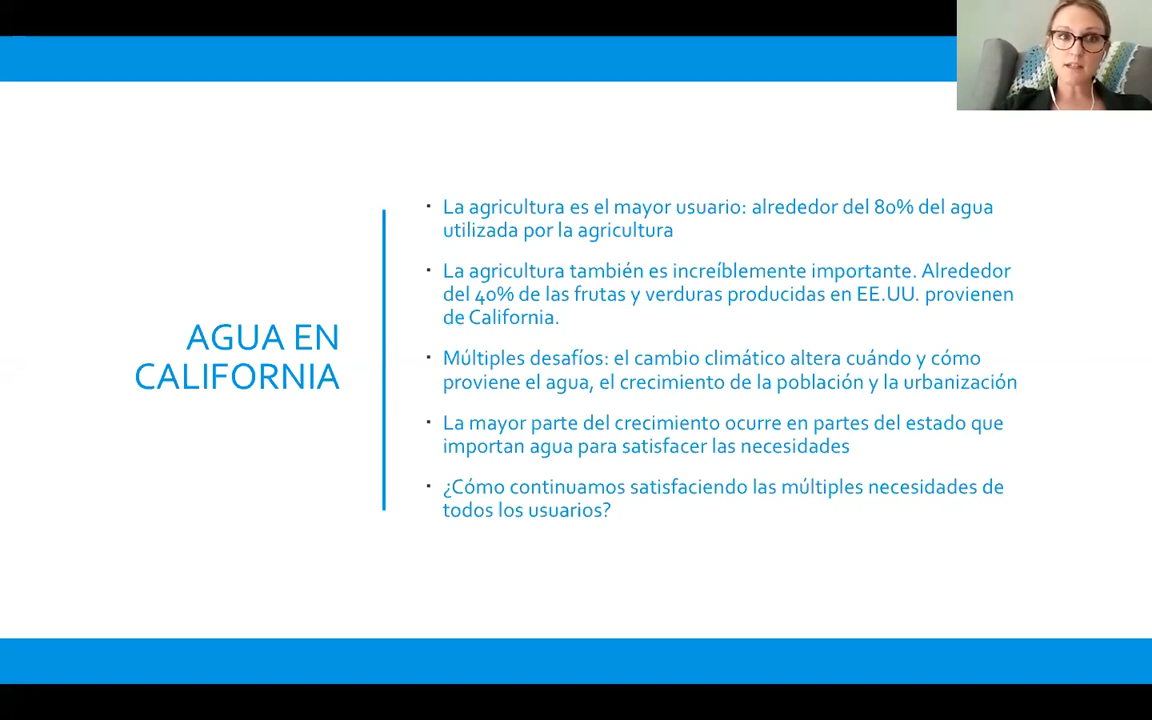 AGUA EN
CALIFORNIA
▪ La agricultura es el mayor usuario: alrededor del 80% del agua
utilizada por la agricultura
▪ La agricultura también es increíblemente importante. Alrededor
del 40% de las frutas y verduras producidas en EE.UU. provienen
de California.
▪ Múltiples desafíos: el cambio climático altera cuándo y cómo
proviene el agua, el crecimiento de la población y la urbanización
▪ La mayor parte del crecimiento ocurre en partes del estado que
importan agua para satisfacer las necesidades
▪ ¿Cómo continuamos satisfaciendo las múltiples necesidades de
todos los usuarios?